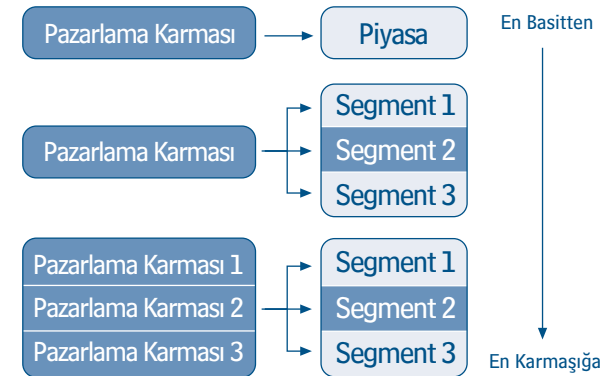 Pazarlama Karması
Piyasa
En Basitten
Pazarlama Karması
Segment 1
Segment 2
Segment 3
Pazarlama Karması 1
Pazarlama Karması 2
Pazarlama Karması 3
Segment 1
Segment 2
Segment 3
En Karmaşığa